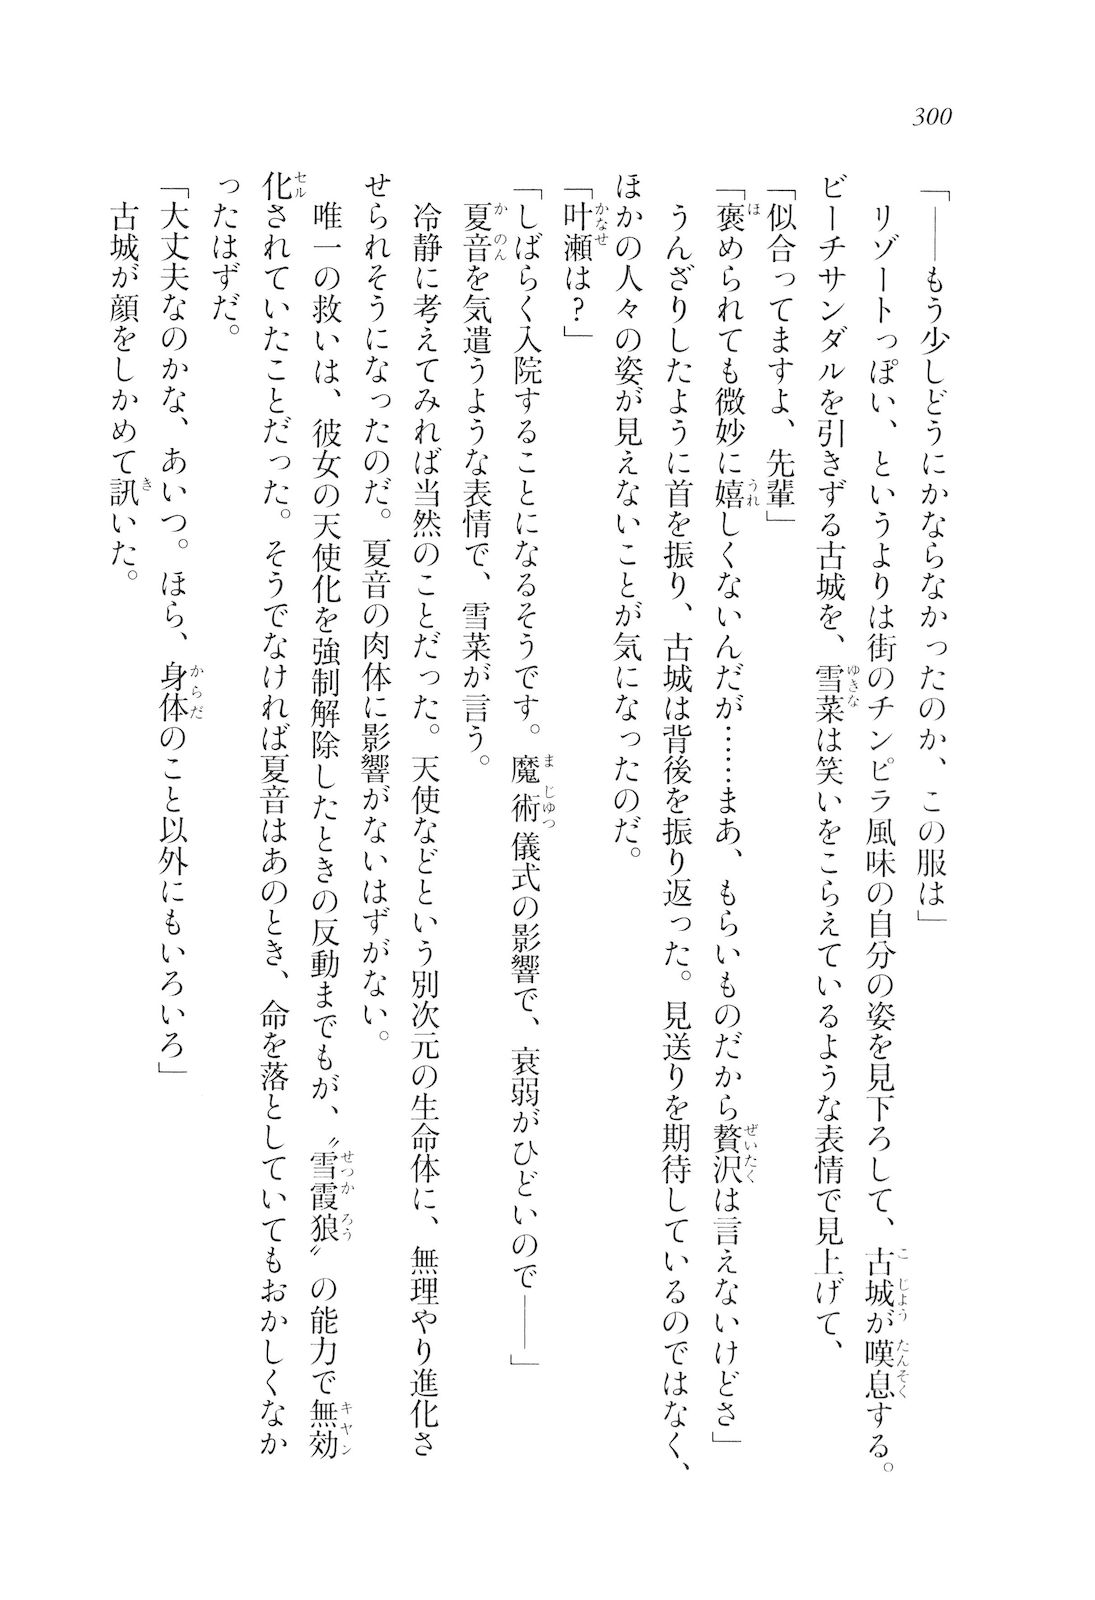 300
「――もう少しどうにかならなかったのか、この服は」
リゾートっぽい、というよりは街のチンピラ風味の自分の姿を見下ろして、古城が嘆息する。
ビーチサンダルを引きずる古城を、雪菜は笑いをこらえているような表情で見上げて、
「似合ってますよ、先輩」
「褒められても微妙に嬉しくないんだが……まあ、もらいものだから贅沢は言えないけどさ」
うんざりしたように首を振り、古城は背後を振り返った。見送りを期待しているのではなく、
ほかの人々の姿が見えないことが気になったのだ。
「叶瀬は？」
「しばらく入院することになるそうです。魔術儀式の影響で、衰弱がひどいので――」
夏音を気遣うような表情で、雪菜が言う。
冷静に考えてみれば当然のことだった。天使などという別次元の生命体に、無理やり進化さ
せられそうになったのだ。夏音の肉体に影響がないはずがない。
唯一の救いは、彼女の天使化を強制解除したときの反動までもが、〝雪霞狼〟の能力で無効
化されていたことだった。そうでなければ夏音はあのとき、命を落としていてもおかしくなか
ったはずだ。
「大丈夫なのかな、あいつ。ほら、身体のこと以外にもいろいろ」
古城が顔をしかめて訊いた。